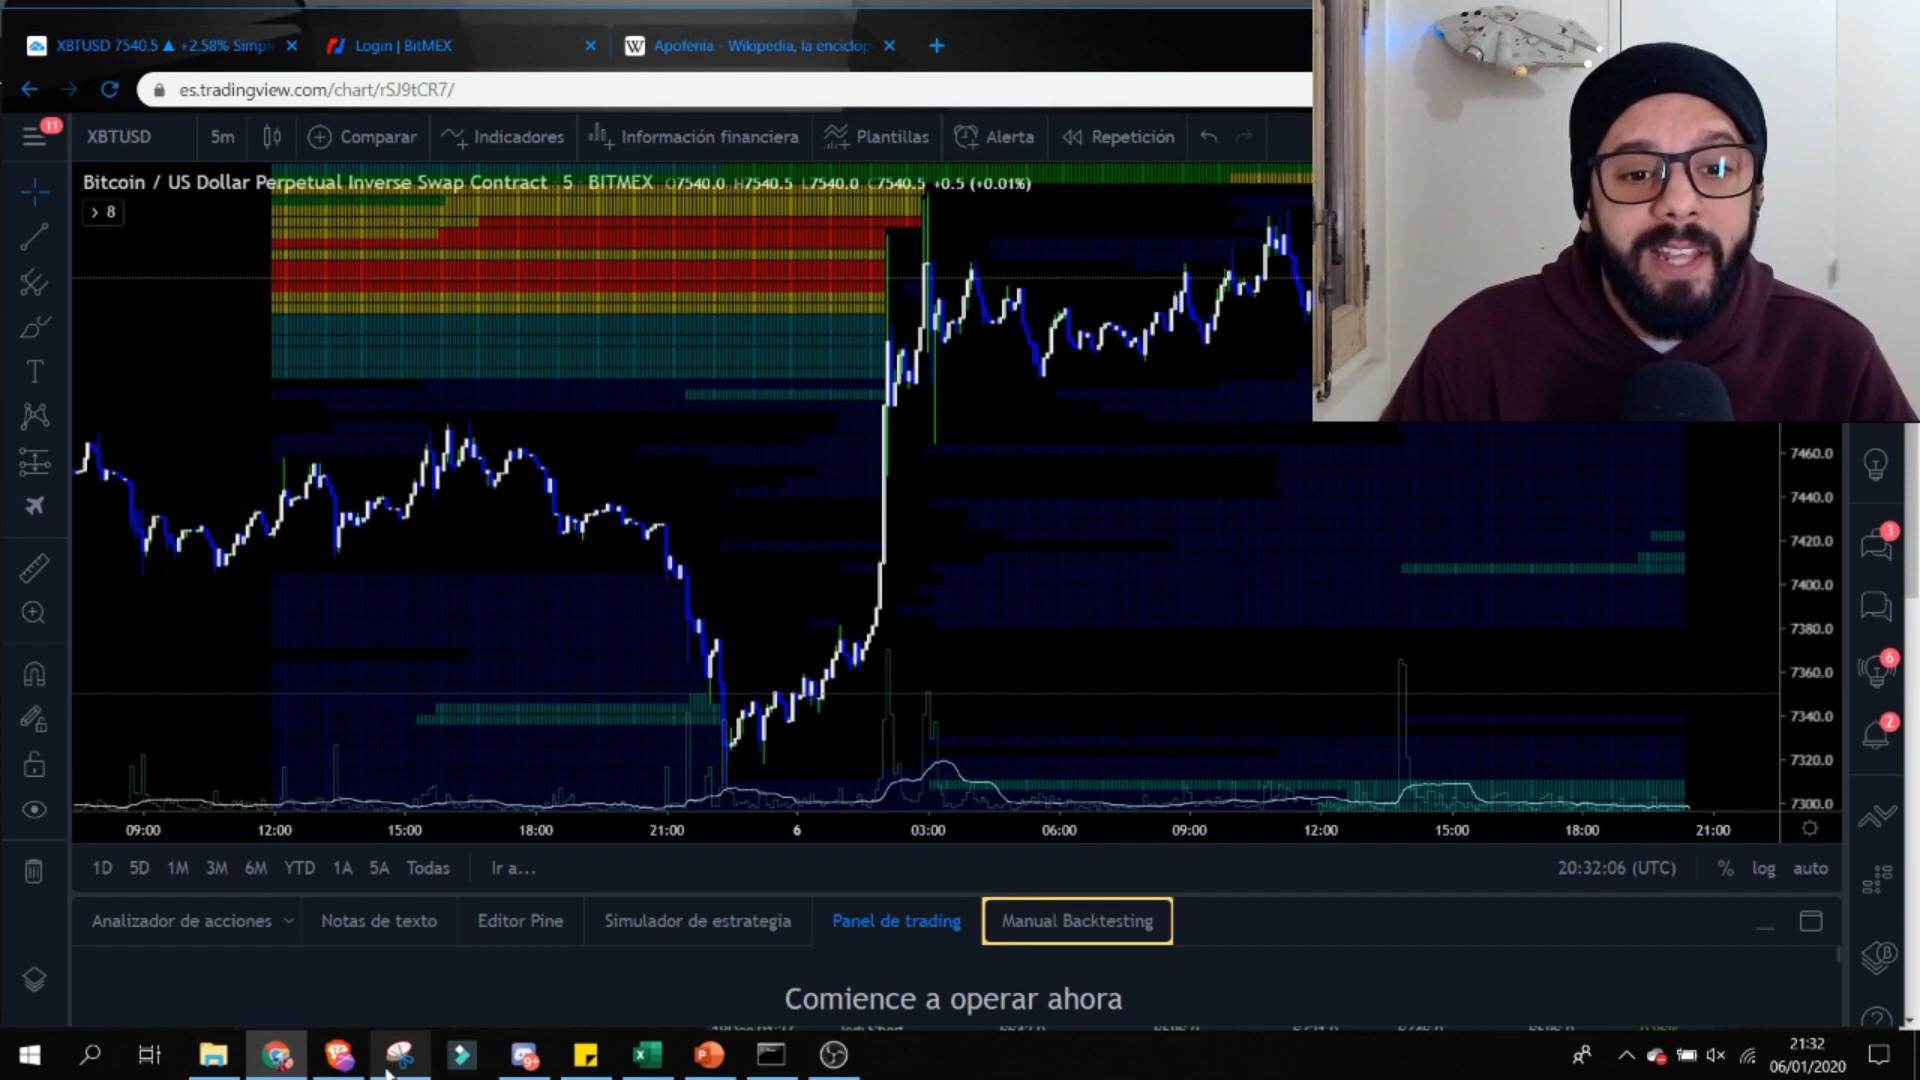 XBTUSD 7540.5 ▲ +2.58% Simpl
Login | BitMEX
Apofenia - Wikipedia, la enciclop
es.tradingview.com/chart/rSJ9tCR7/
11
XBTUSD
5m
Comparar
Indicadores
Información financiera
Plantillas
Alerta
Repetición
Bitcoin / US Dollar Perpetual Inverse Swap Contract 5 BITMEX O7540.0 H7540.5 L7540.0 C7540.5 +0.5 (+0.01%)
8
7460.0
7440.0
7420.0
7400.0
7380.0
7360.0
7340.0
7320.0
7300.0
3
6
2
09:00 12:00 15:00 18:00 21:00 6 03:00 06:00 09:00 12:00 15:00 18:00 21:00
1D 5D 1M 3M 6M YTD 1A 5A Todas Ir a...
20:32:06 (UTC) % log auto
Analizador de acciones
Notas de texto
Editor Pine
Simulador de estrategia
Panel de trading
Manual Backtesting
Comience a operar ahora
21:32
06/01/2020